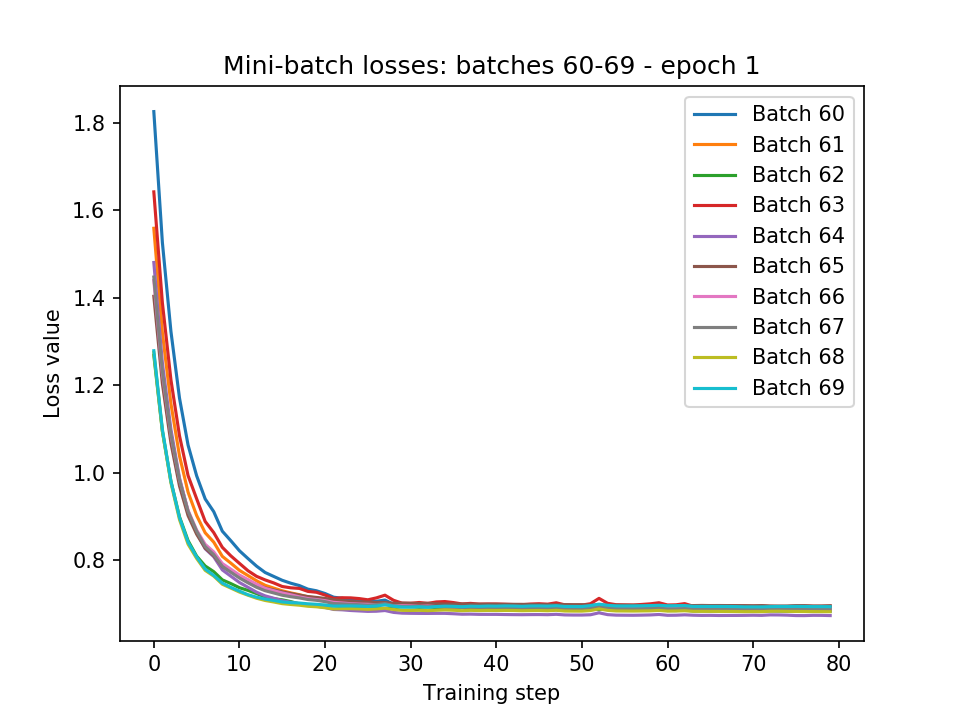 Mini-batch losses: batches 60-69 - epoch 1
Loss value
1.8
1.6
1.4
1.2
1.0
0.8
Batch 60
Batch 61
Batch 62
Batch 63
Batch 64
Batch 65
Batch 66
Batch 67
Batch 68
Batch 69
0 10 20 30 40 50 60 70 80
Training step